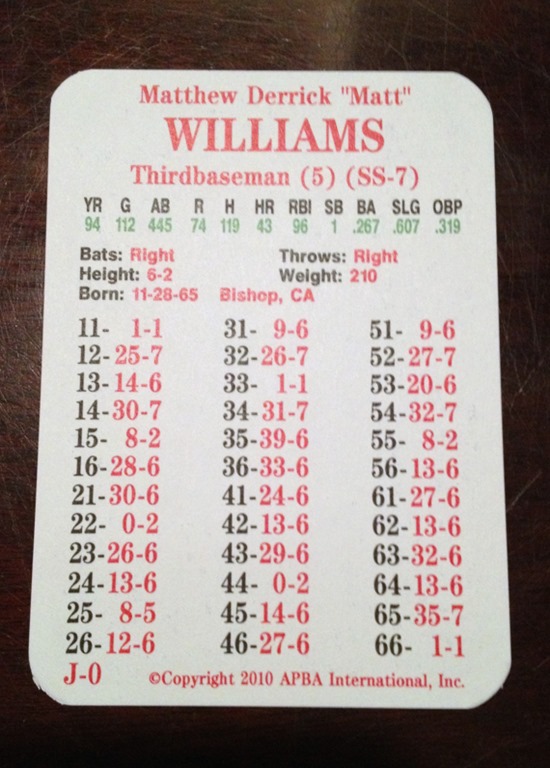 Matthew Derrick "Matt"
WILLIAMS
Thirdbaseman (5) (SS-7)
YR G AB R H HR RBI SB BA SLG OBP
94 112 445 74 119 43 96 1 .267 .607 .319
Bats: Right Throws: Right
Height: 6-2 Weight: 210
Born: 11-28-65 Bishop, CA
11- 1-1 31- 9-6 51- 9-6
12-25-7 32-26-7 52-27-7
13-14-6 33- 1-1 53-20-6
14-30-7 34-31-7 54-32-7
15- 8-2 35-39-6 55- 8-2
16-28-6 36-33-6 56-13-6
21-30-6 41-24-6 61-27-6
22- 0-2 42-13-6 62-13-6
23-26-6 43-29-6 63-32-6
24-13-6 44- 0-2 64-13-6
25- 8-5 45-14-6 65-35-7
26-12-6 46-27-6 66- 1-1
J-0 ©Copyright 2010 APBA International, Inc.